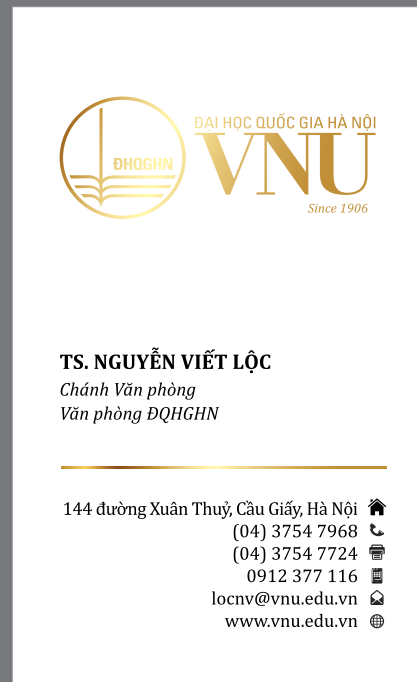 ĐHQGHN
ĐẠI HỌC QUỐC GIA HÀ NỘI
VNU
Since 1906
TS. NGUYỄN VIẾT LỘC
Chánh Văn phòng
Văn phòng ĐQHGHN
144 đường Xuân Thuỷ, Cầu Giấy, Hà Nội
(04) 3754 7968
(04) 3754 7724
0912 377 116
locnv@vnu.edu.vn
www.vnu.edu.vn